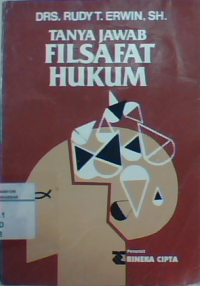 DRS. RUDY T. ERWIN, SH.
TANYA JAWAB
FILSAFAT
HUKUM
Penerbit
RINEKA CIPTA